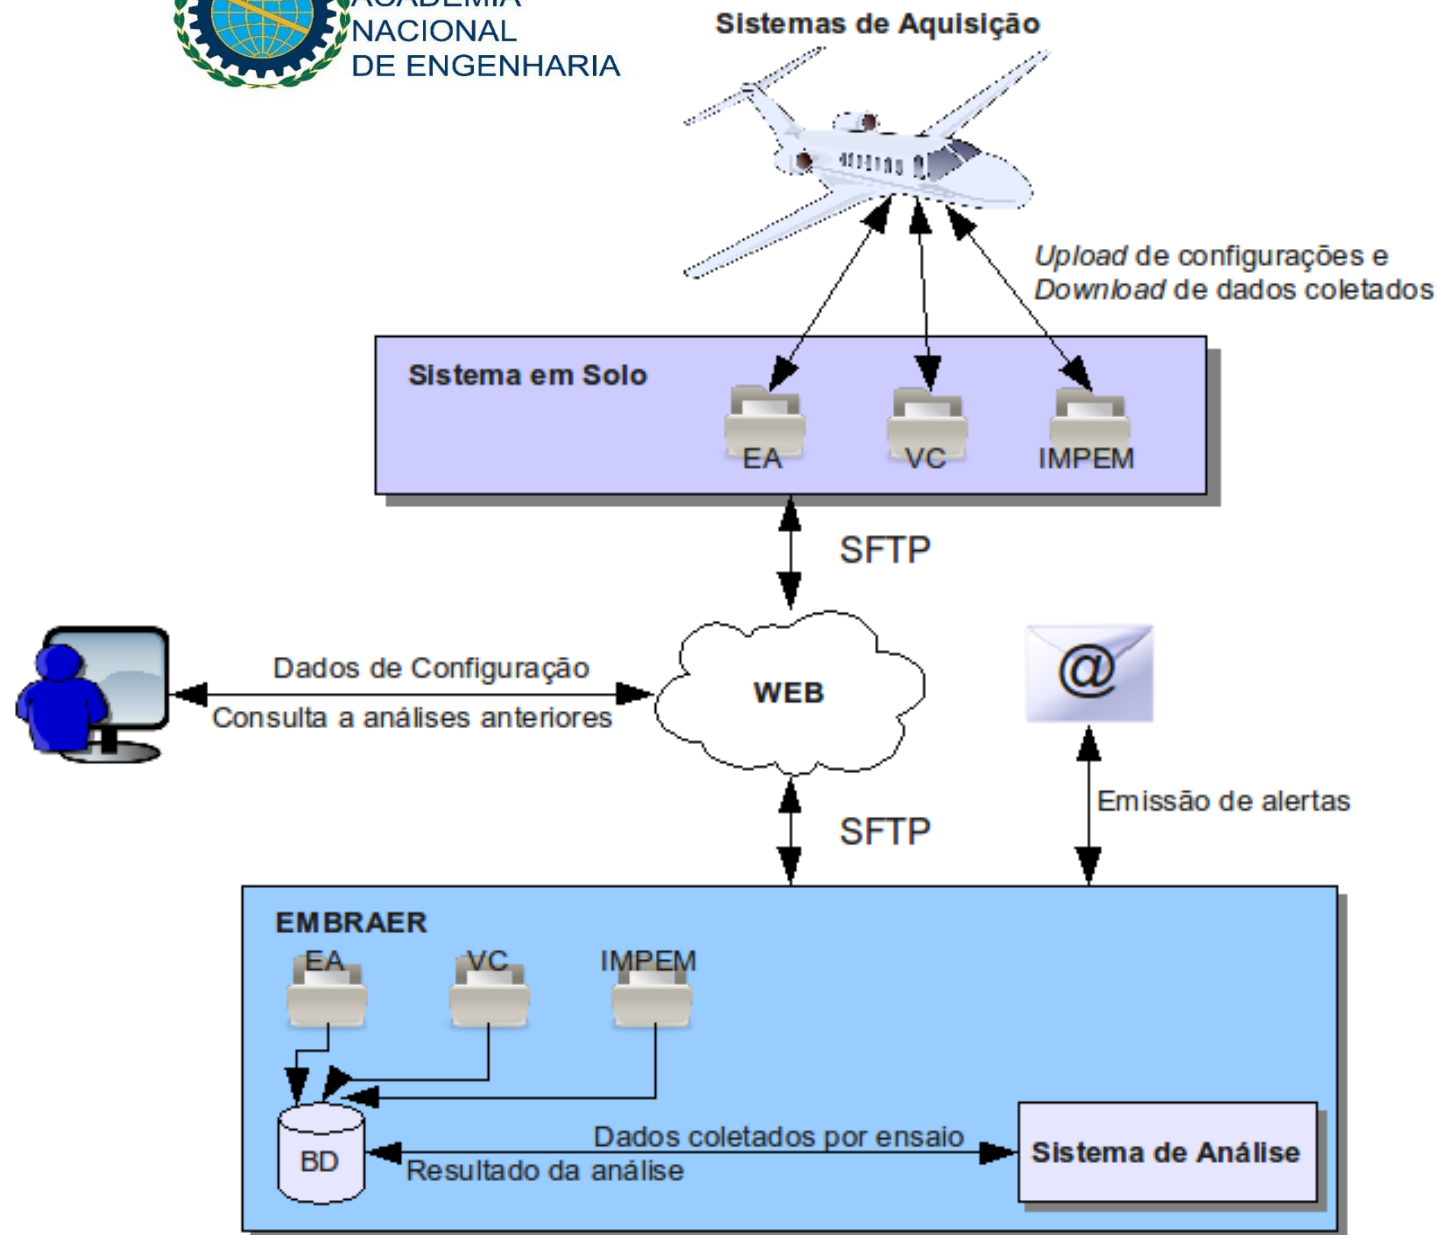 ACADEMIA
NACIONAL
DE ENGENHARIA
Sistemas de Aquisição
Upload de configurações e
Download de dados coletados
Sistema em Solo
EA
VC
IMPEM
SFTP
Dados de Configuração
Consulta a análises anteriores
WEB
@
SFTP
Emissão de alertas
EMBRAER
EA
VC
IMPEM
BD
Dados coletados por ensaio
Resultado da análise
Sistema de Análise